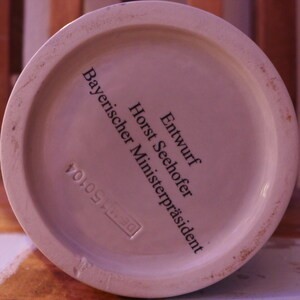 Entwurf
Horst Seehofer
Bayerischer Ministerpräsident